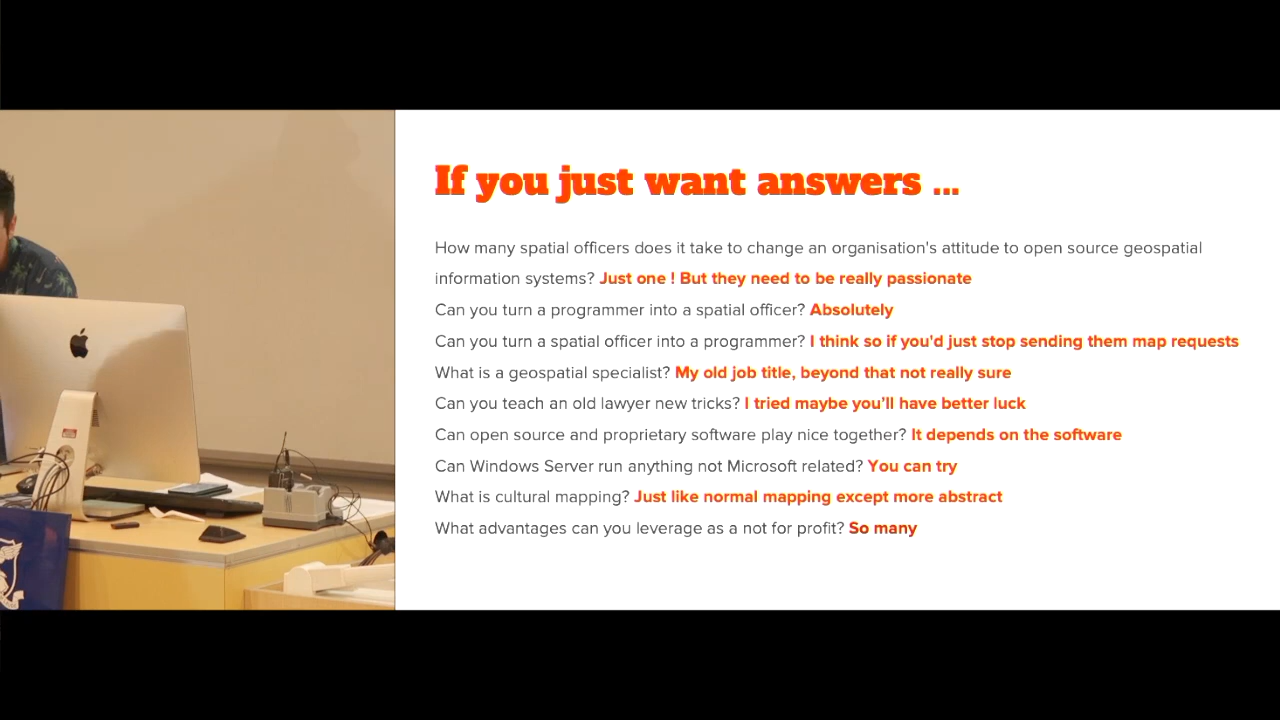 If you just want answers ...
How many spatial officers does it take to change an organisation's attitude to open source geospatial
information systems? Just one ! But they need to be really passionate
Can you turn a programmer into a spatial officer? Absolutely
Can you turn a spatial officer into a programmer? I think so if you'd just stop sending them map requests
What is a geospatial specialist? My old job title, beyond that not really sure
Can you teach an old lawyer new tricks? I tried maybe you'll have better luck
Can open source and proprietary software play nice together? It depends on the software
Can Windows Server run anything not Microsoft related? You can try
What is cultural mapping? Just like normal mapping except more abstract
What advantages can you leverage as a not for profit? So many